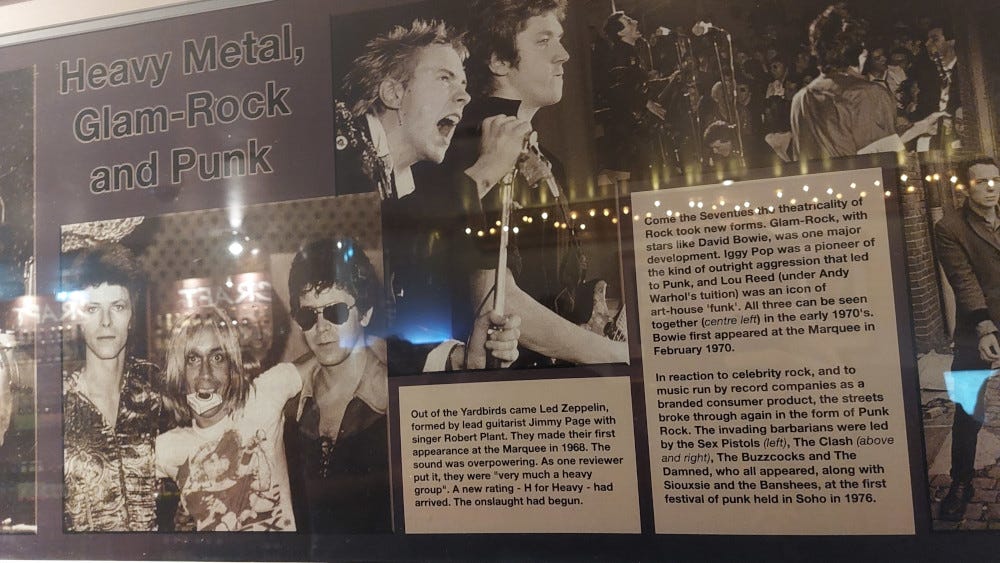 Heavy Metal,
Glam-Rock
and Punk
Out of the Yardbirds came Led Zeppelin,
formed by lead guitarist Jimmy Page with
singer Robert Plant. They made their first
appearance at the Marquee in 1968. The
sound was overpowering. As one reviewer
put it, they were "very much a heavy
group". A new rating - H for Heavy - had
arrived. The onslaught had begun.
Come the Seventies the theatricality of
Rock took new forms. Glam-Rock, with
stars like David Bowie, was one major
development. Iggy Pop was a pioneer of
the kind of outright aggression that led
to Punk, and Lou Reed (under Andy
Warhol's tuition) was an icon of
art-house 'funk'. All three can be seen
together (centre left) in the early 1970's.
Bowie first appeared at the Marquee in
February 1970.
In reaction to celebrity rock, and to
music run by record companies as a
branded consumer product, the streets
broke through again in the form of Punk
Rock. The invading barbarians were led
by the Sex Pistols (left), The Clash (above
and right), The Buzzcocks and The
Damned, who all appeared, along with
Siouxsie and the Banshees, at the first
festival of punk held in Soho in 1976.